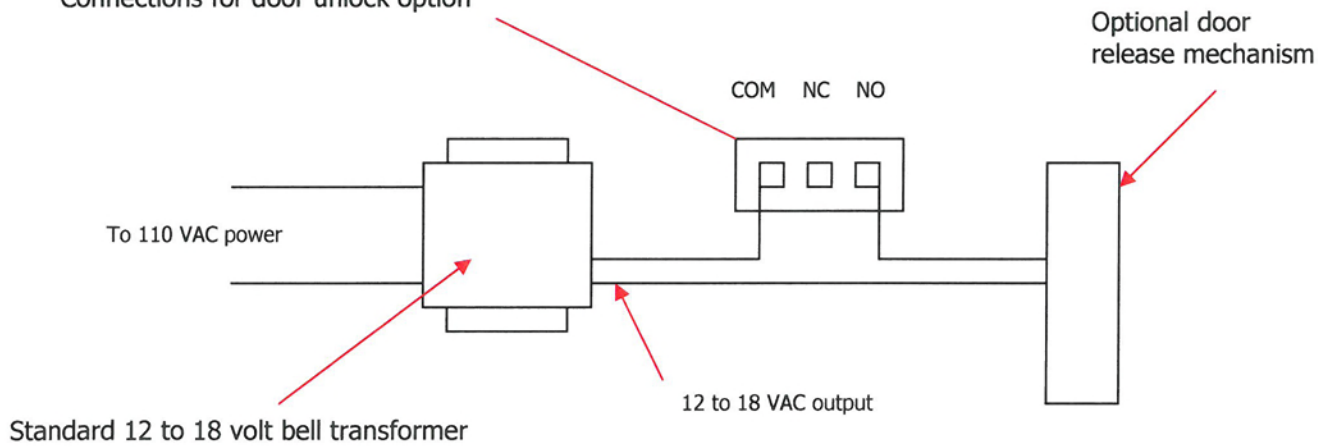 Connections for door unlock option
Optional door
release mechanism
COM NC NO
To 110 VAC power
12 to 18 VAC output
Standard 12 to 18 volt bell transformer